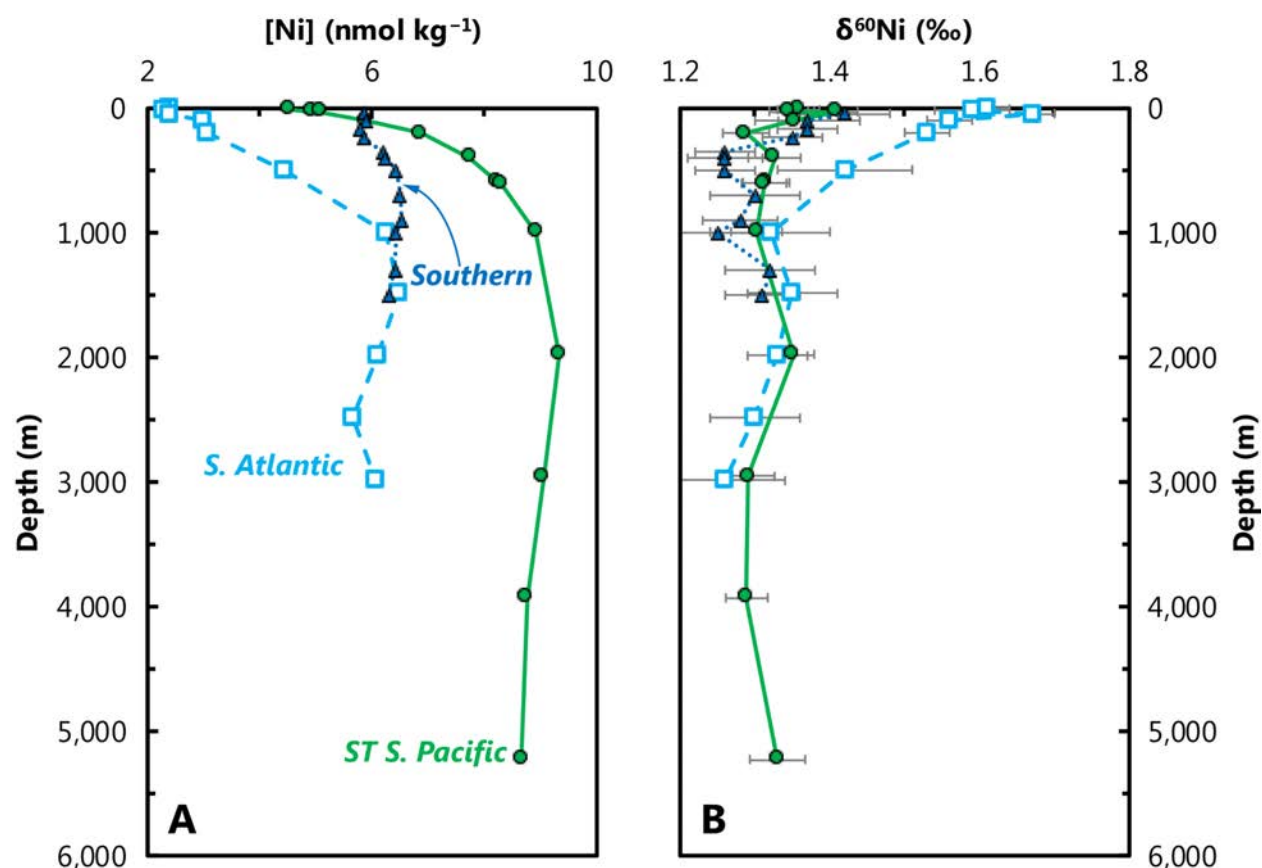 [Ni] (nmol kg⁻¹)
δ⁶⁰Ni (‰)
2 6 10
1.2 1.4 1.6 1.8
0
1,000
2,000
3,000
4,000
5,000
6,000
Depth (m)
Southern
S. Atlantic
ST S. Pacific
A
B
0
1,000
2,000
3,000
4,000
5,000
6,000
Depth (m)